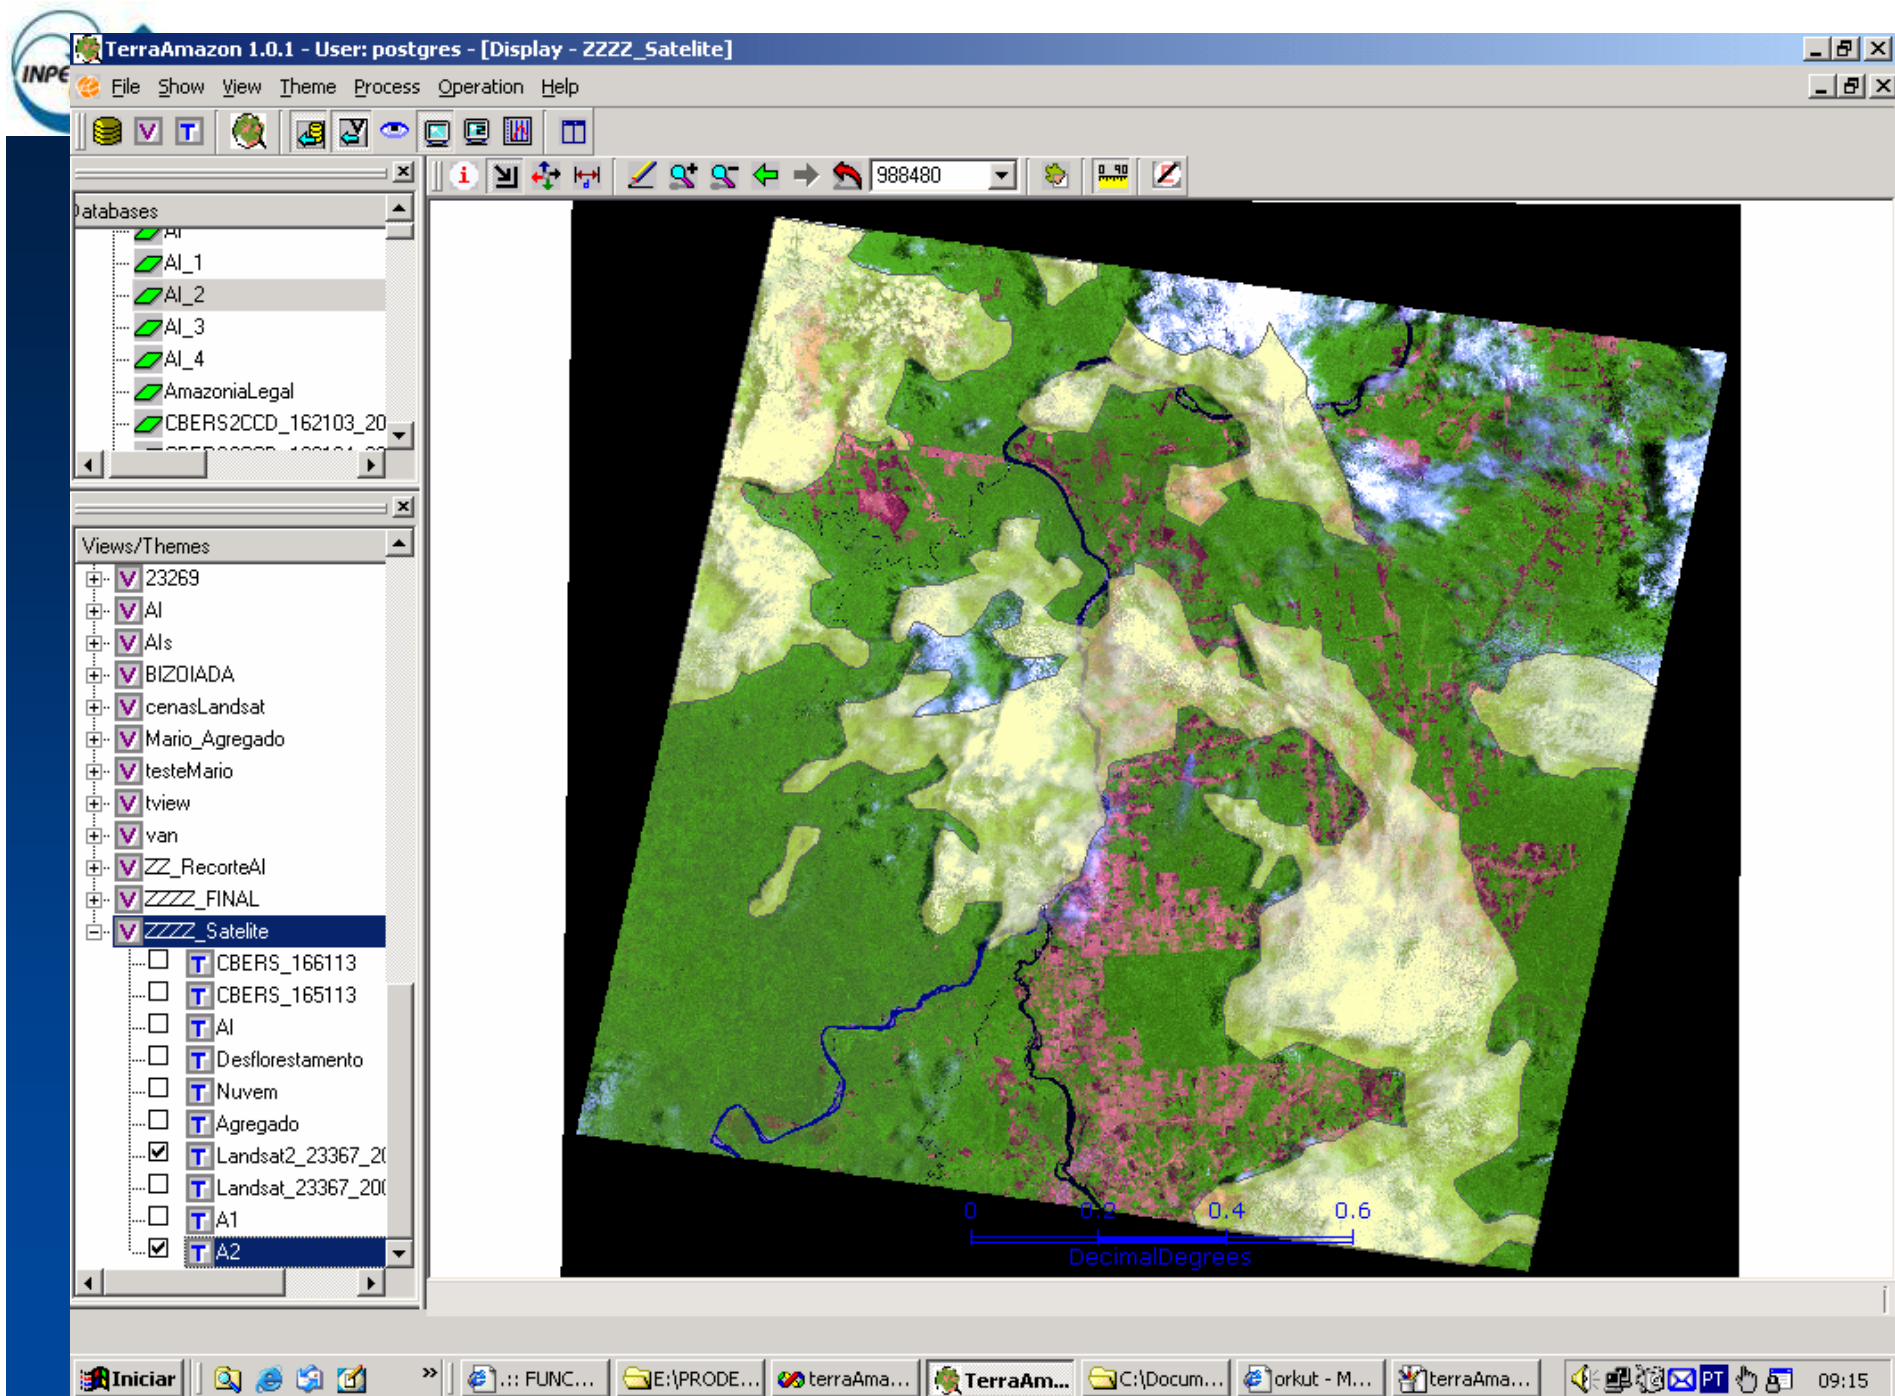 INPE
TerraAmazon 1.0.1 - User: postgres - [Display - ZZZZ_Satelite]
File Show View Theme Process Operation Help
988480
Databases
AI
AI_1
AI_2
AI_3
AI_4
AmazoniaLegal
CBERS2CCD_162103_20
Views/Themes
23269
AI
AIs
BIZOIADA
cenasLandsat
Mario_Agregado
testeMario
tview
van
ZZ_RecorteAI
ZZZZ_FINAL
ZZZZ_Satelite
CBERS_166113
CBERS_165113
AI
Desflorestamento
Nuvem
Agregado
Landsat2_23367_20
Landsat_23367_200
A1
A2
0 0.2 0.4 0.6
DecimalDegrees
Iniciar
» .:: FUNC... E:\PRODE... terraAma... TerraAm... C:\Docum... orkut - M... terraAma... PT 09:15